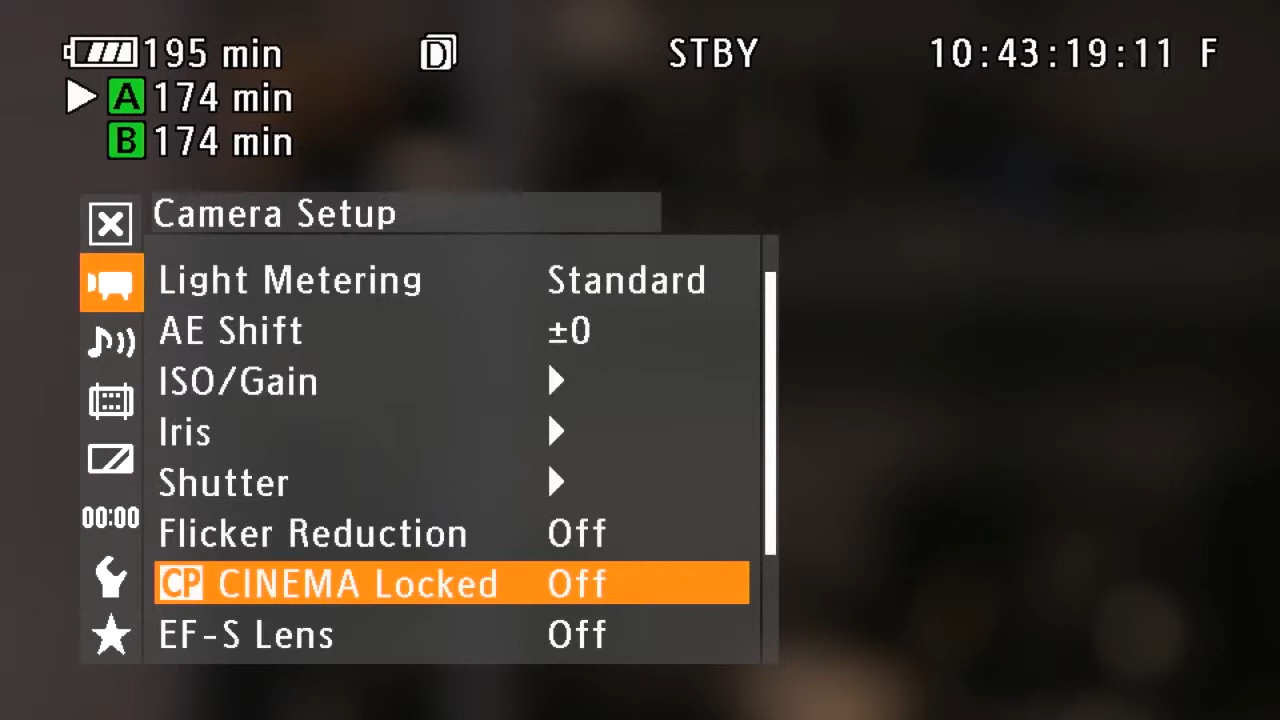 195 min D STBY 10:43:19:11 F
A 174 min
B 174 min
Camera Setup
Light Metering Standard
AE Shift ±0
ISO/Gain
Iris
Shutter
00:00 Flicker Reduction Off
CP CINEMA Locked Off
EF-S Lens Off